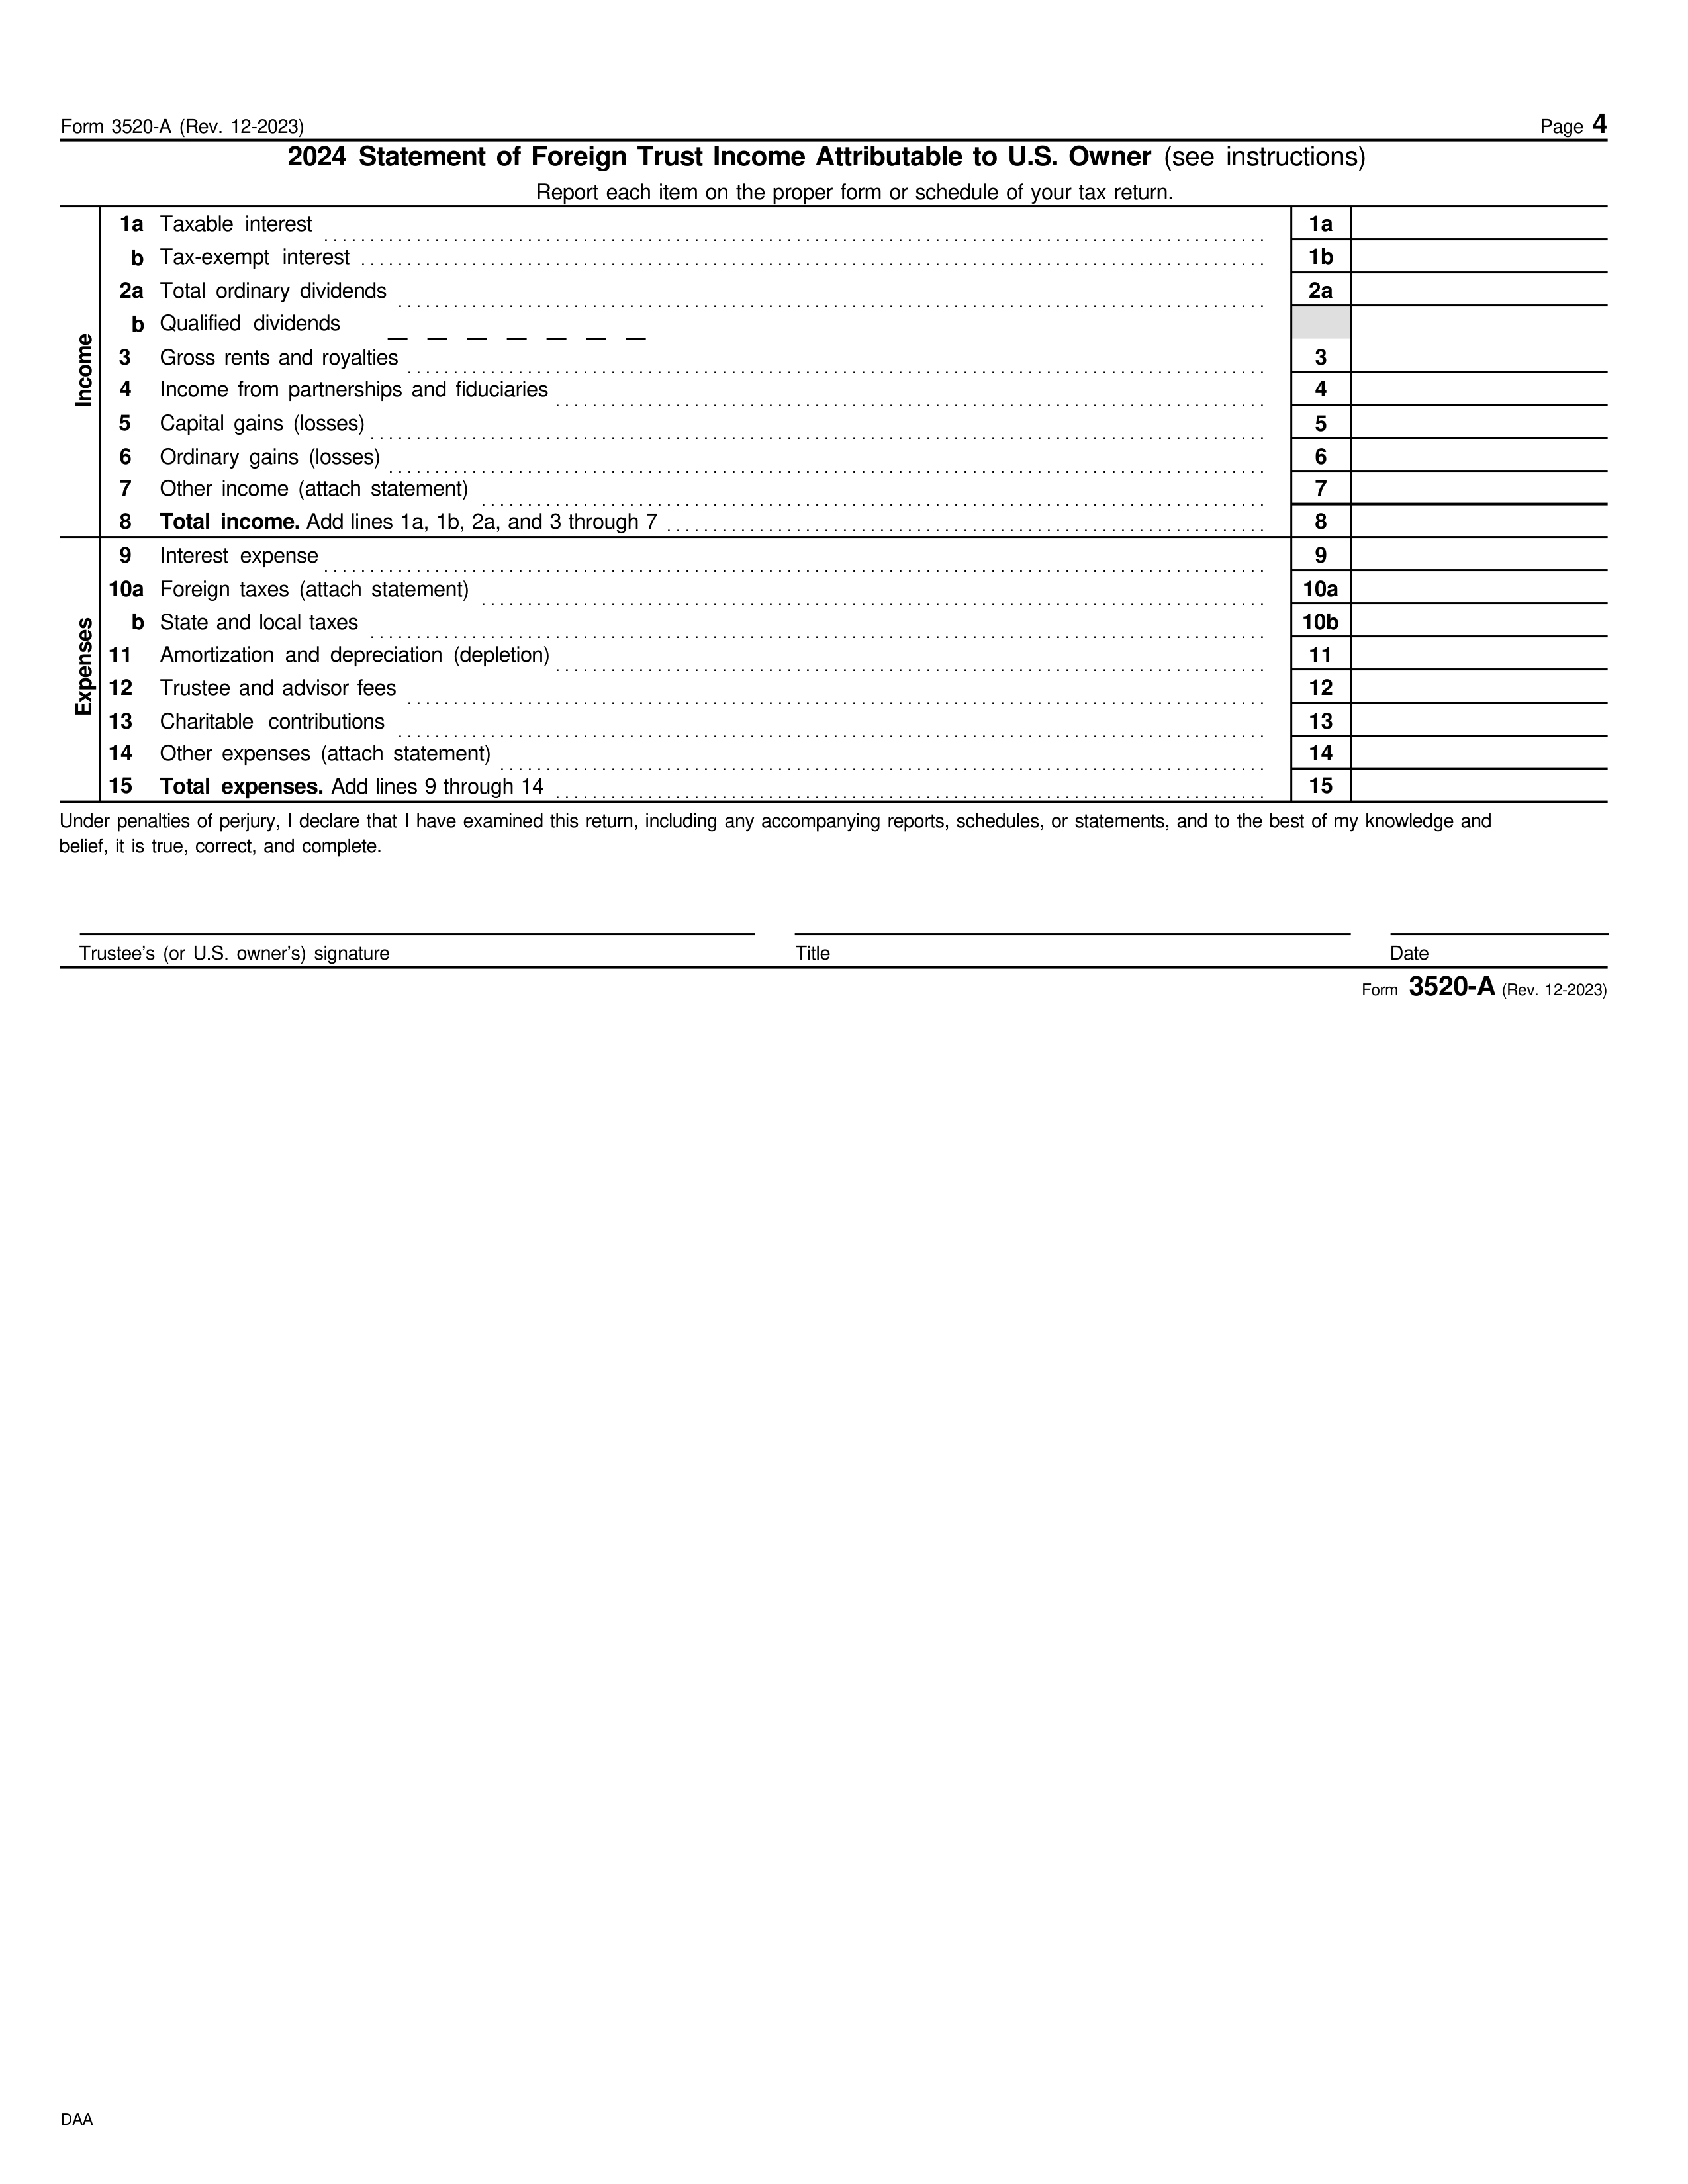 Form 3520-A (Rev. 12-2023) Page 4
2024 Statement of Foreign Trust Income Attributable to U.S. Owner (see instructions)
Report each item on the proper form or schedule of your tax return.
Income
1a Taxable interest 1a
b Tax-exempt interest 1b
2a Total ordinary dividends 2a
b Qualified dividends
3 Gross rents and royalties 3
4 Income from partnerships and fiduciaries 4
5 Capital gains (losses) 5
6 Ordinary gains (losses) 6
7 Other income (attach statement) 7
8 Total income. Add lines 1a, 1b, 2a, and 3 through 7 8
Expenses
9 Interest expense 9
10a Foreign taxes (attach statement) 10a
b State and local taxes 10b
11 Amortization and depreciation (depletion) 11
12 Trustee and advisor fees 12
13 Charitable contributions 13
14 Other expenses (attach statement) 14
15 Total expenses. Add lines 9 through 14 15
Under penalties of perjury, I declare that I have examined this return, including any accompanying reports, schedules, or statements, and to the best of my knowledge and
belief, it is true, correct, and complete.
Trustee's (or U.S. owner's) signature Title Date
Form 3520-A (Rev. 12-2023)
DAA